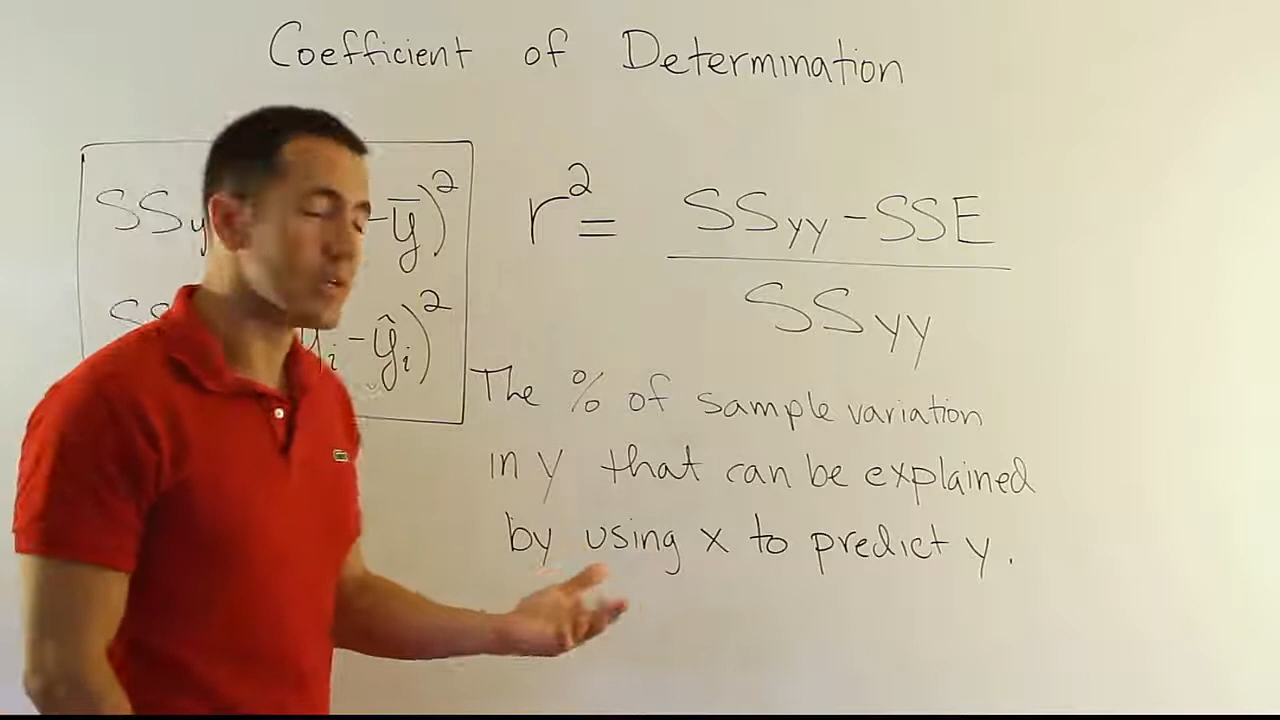 Coefficient of Determination
SSy -y̅)²
r² = SSyy - SSE
SSyy
yi - ŷi)²
The % of sample variation
in y that can be explained
by using x to predict y.